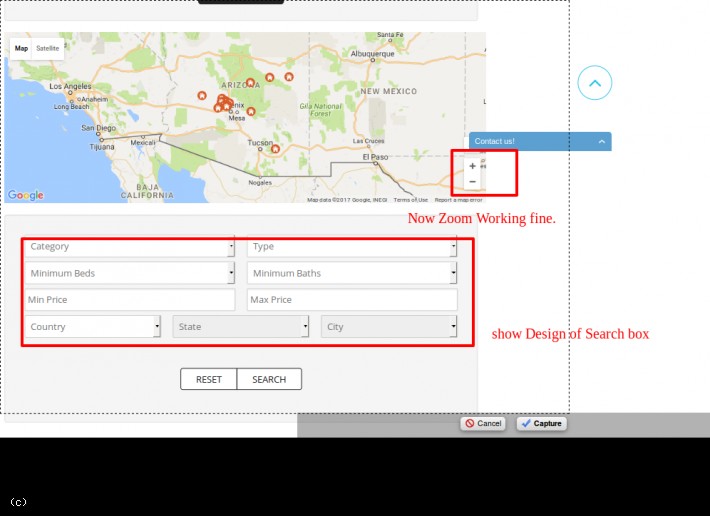 Santa Fe
Map Satellite
Albuquerque
Los Angeles
ARIZONA
NEW MEXICO
Anaheim
Long Beach
Mesa
Gila National
Forest
San Diego
Tijuana
Mexicali
Tucson
Las Cruces
Contact us!
El Paso
Nogales
BAJA
CALIFORNIA
Google
Map data ©2017 Google, INEGI Terms of Use Report a map error
+
−
Now Zoom Working fine.
Category Type
Minimum Beds Minimum Baths
Min Price Max Price
Country State City
show Design of Search box
RESET SEARCH
Cancel Capture
(c)